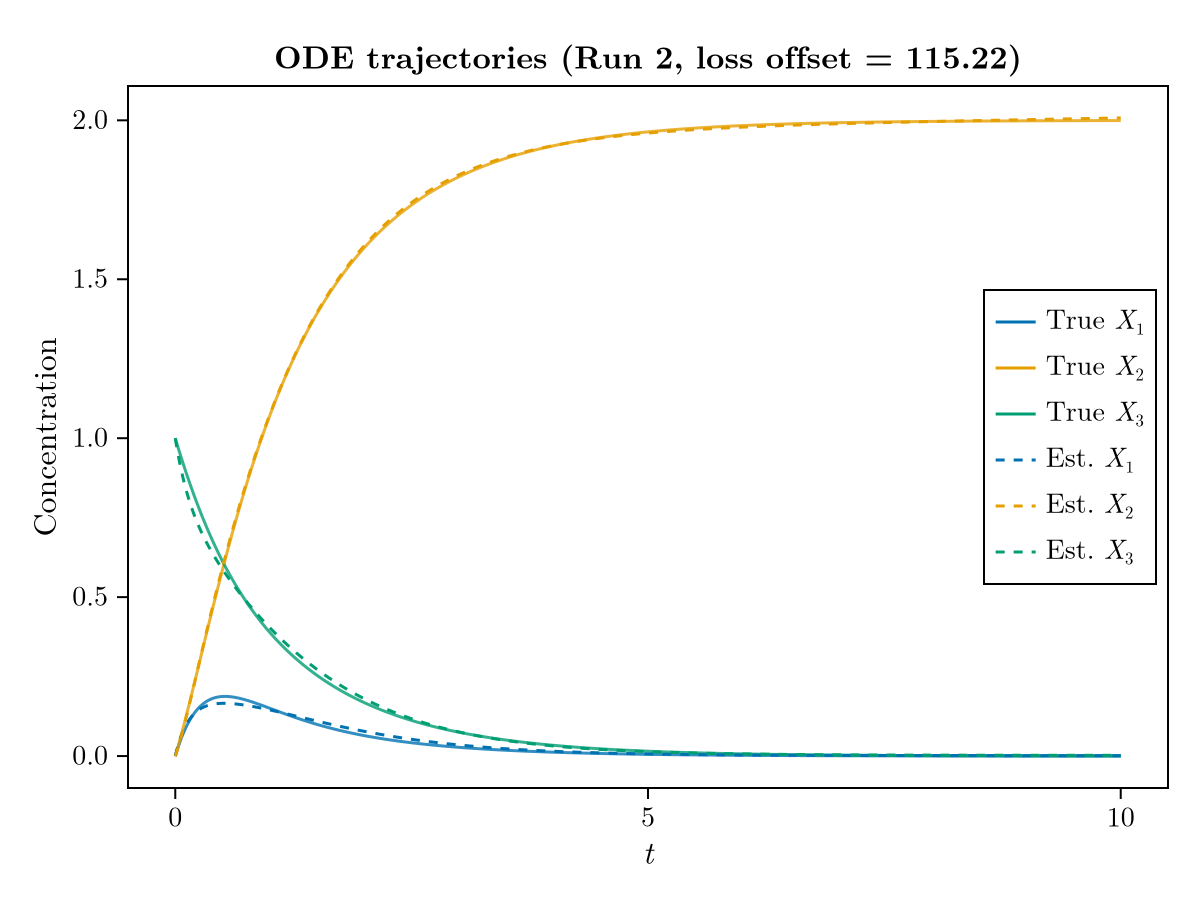 ODE trajectories (Run 2, loss offset = 115.22)
2.0
1.5
1.0
0.5
0.0
Concentration
True X₁
True X₂
True X₃
Est. X₁
Est. X₂
Est. X₃
0 5 10
t